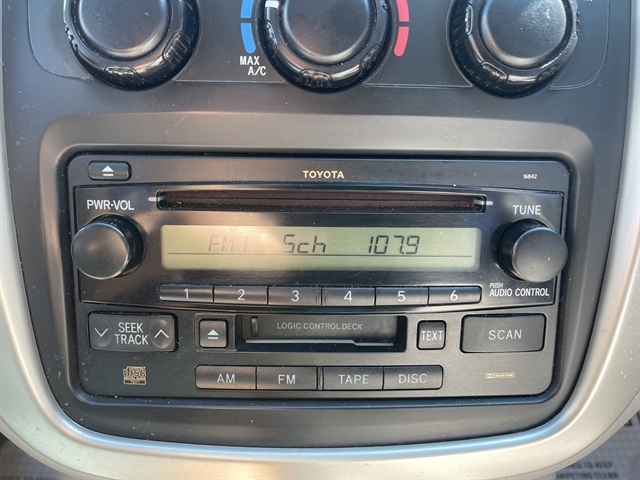 MAX
A/C
TOYOTA
16842
PWR·VOL
TUNE
FM1 Sch 107.9
PUSH
AUDIO CONTROL
1 2 3 4 5 6
SEEK
TRACK
LOGIC CONTROL DECK
TEXT
SCAN
AM FM TAPE DISC